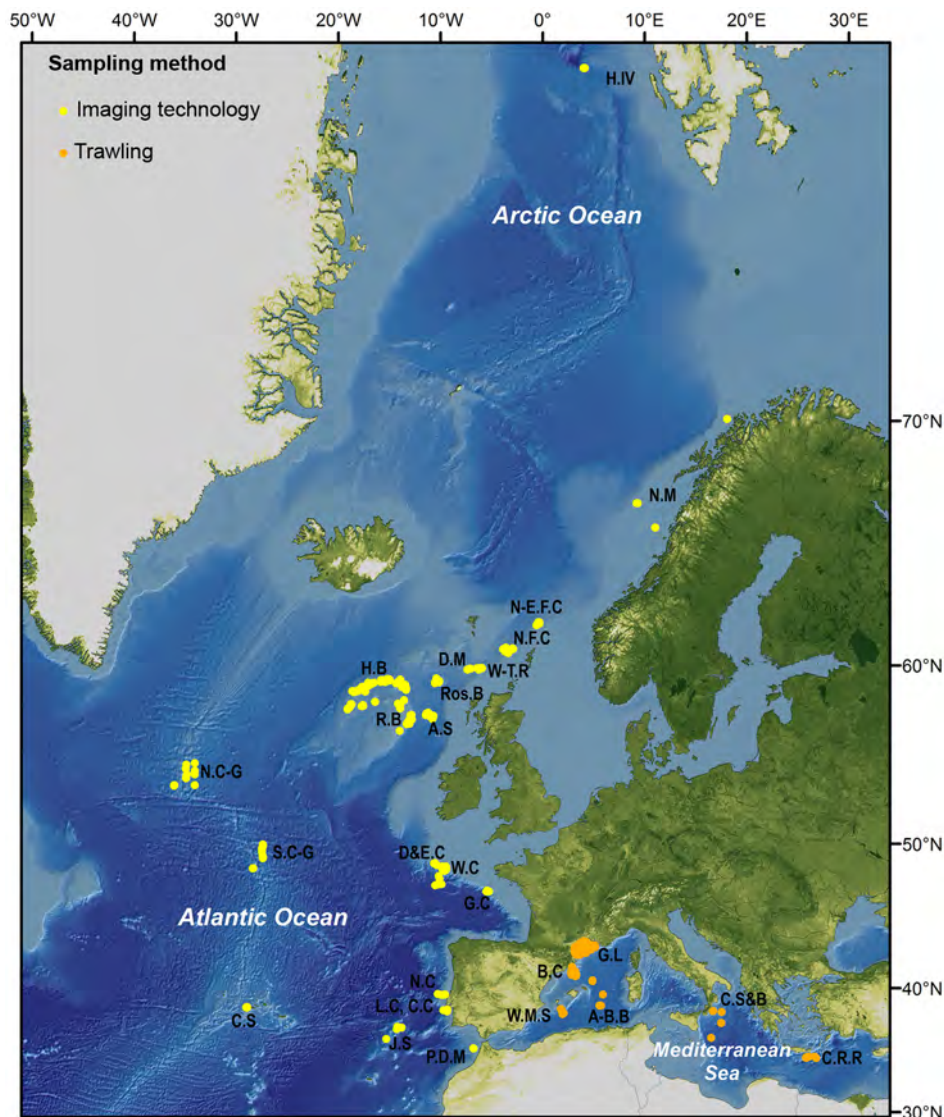 50°W 40°W 30°W 20°W 10°W 0° 10°E 20°E 30°E
Sampling method
Imaging technology
Trawling
H.IV
Arctic Ocean
70°N
N.M
N-E.F.C
N.F.C
D.M
W-T.R
60°N
H.B
Ros.B
R.B
A.S
N.C-G
D&E.C
50°N
S.C-G
W.C
G.C
Atlantic Ocean
G.L
B.C
N.C
40°N
L.C, C.C
C.S
W.M.S
A-B.B
C.S&B
J.S
P.D.M
Mediterranean
Sea
C.R.R
30°N